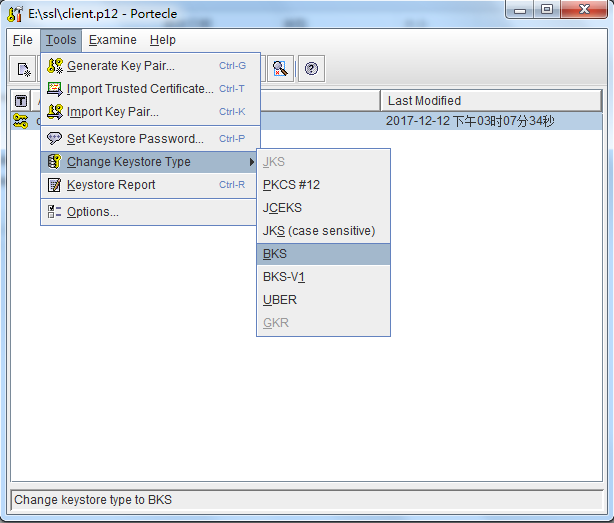 E:\ssl\client.p12 - Portecle
File Tools Examine Help
Generate Key Pair... Ctrl-G
Import Trusted Certificate... Ctrl-T
Import Key Pair... Ctrl-K
Set Keystore Password... Ctrl-P
Change Keystore Type
Keystore Report Ctrl-R
Options...
T Last Modified
2017-12-12 下午03时07分34秒
JKS
PKCS #12
JCEKS
JKS (case sensitive)
BKS
BKS-V1
UBER
GKR
Change keystore type to BKS